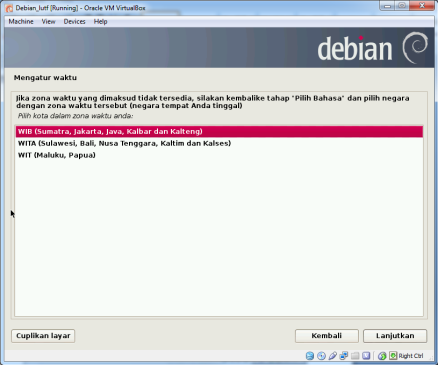 Debian_lutf [Running] - Oracle VM VirtualBox
Machine View Devices Help
debian
Mengatur waktu
Jika zona waktu yang dimaksud tidak tersedia, silakan kembalike tahap "Pilih Bahasa" dan pilih negara
dengan zona waktu tersebut (negara tempat Anda tinggal)
Pilih kota dalam zona waktu anda:
WIB (Sumatra, Jakarta, Java, Kalbar dan Kalteng)
WITA (Sulawesi, Bali, Nusa Tenggara, Kaltim dan Kalses)
WIT (Maluku, Papua)
Cuplikan layar
Kembali
Lanjutkan
Right Ctrl